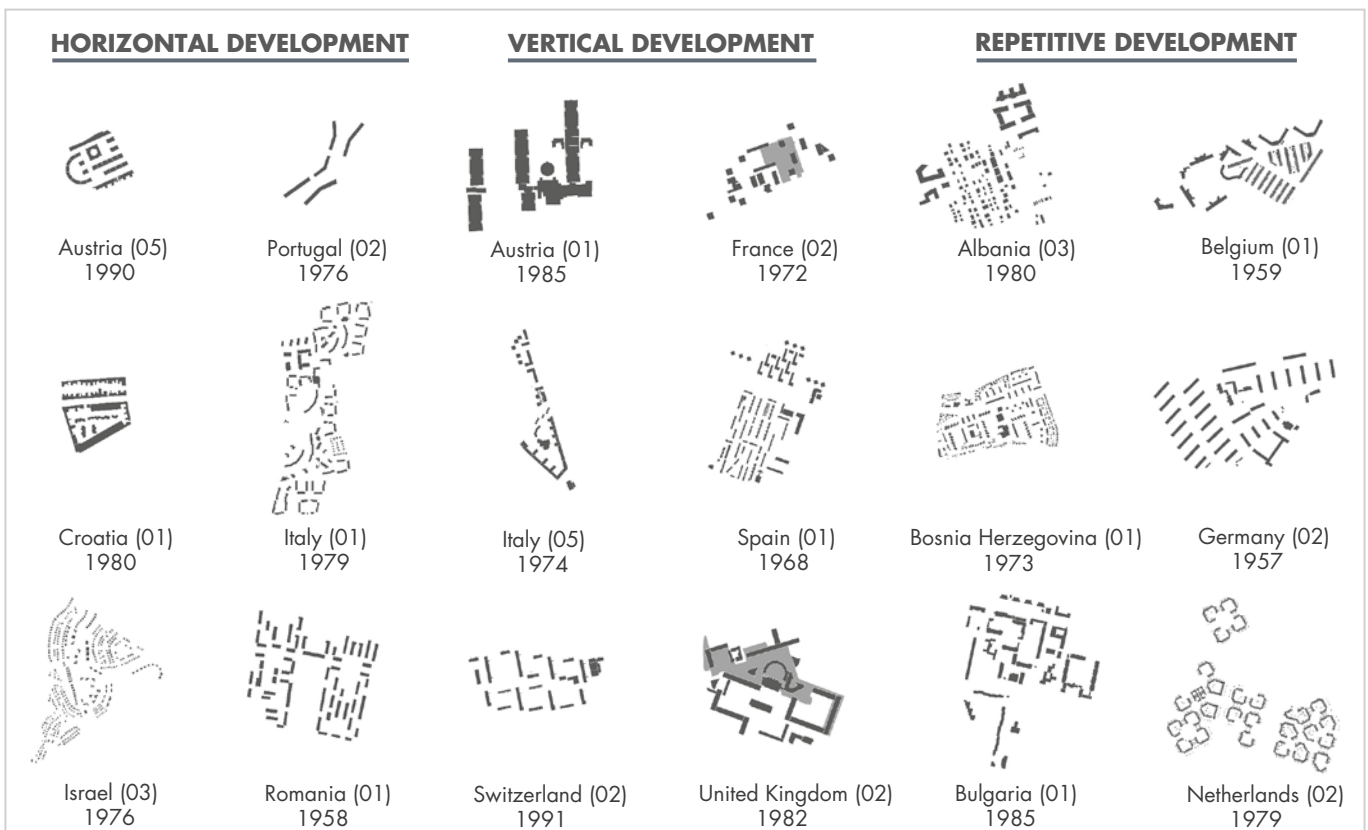 HORIZONTAL DEVELOPMENT
VERTICAL DEVELOPMENT
REPETITIVE DEVELOPMENT
Austria (05)
1990
Portugal (02)
1976
Austria (01)
1985
France (02)
1972
Albania (03)
1980
Belgium (01)
1959
Croatia (01)
1980
Italy (01)
1979
Italy (05)
1974
Spain (01)
1968
Bosnia Herzegovina (01)
1973
Germany (02)
1957
Israel (03)
1976
Romania (01)
1958
Switzerland (02)
1991
United Kingdom (02)
1982
Bulgaria (01)
1985
Netherlands (02)
1979